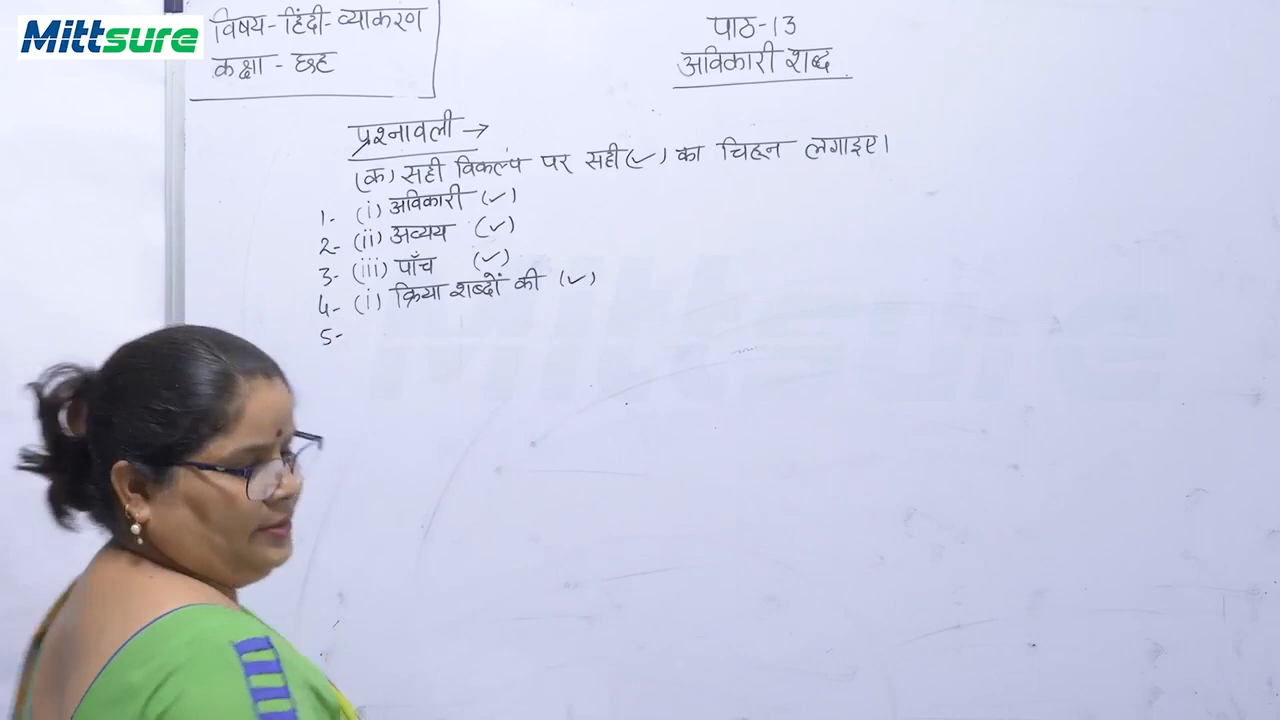 Mittsure
विषय-हिंदी-व्याकरण
कक्षा - छह
पाठ-13
अविकारी शब्द
प्रश्नावली →
(क) सही विकल्प पर सही (✓) का चिह्न लगाइए।
1- (i) अविकारी (✓)
2- (ii) अव्यय (✓)
3- (iii) पाँच (✓)
4- (i) क्रिया शब्दों की (✓)
5-
Mittsure